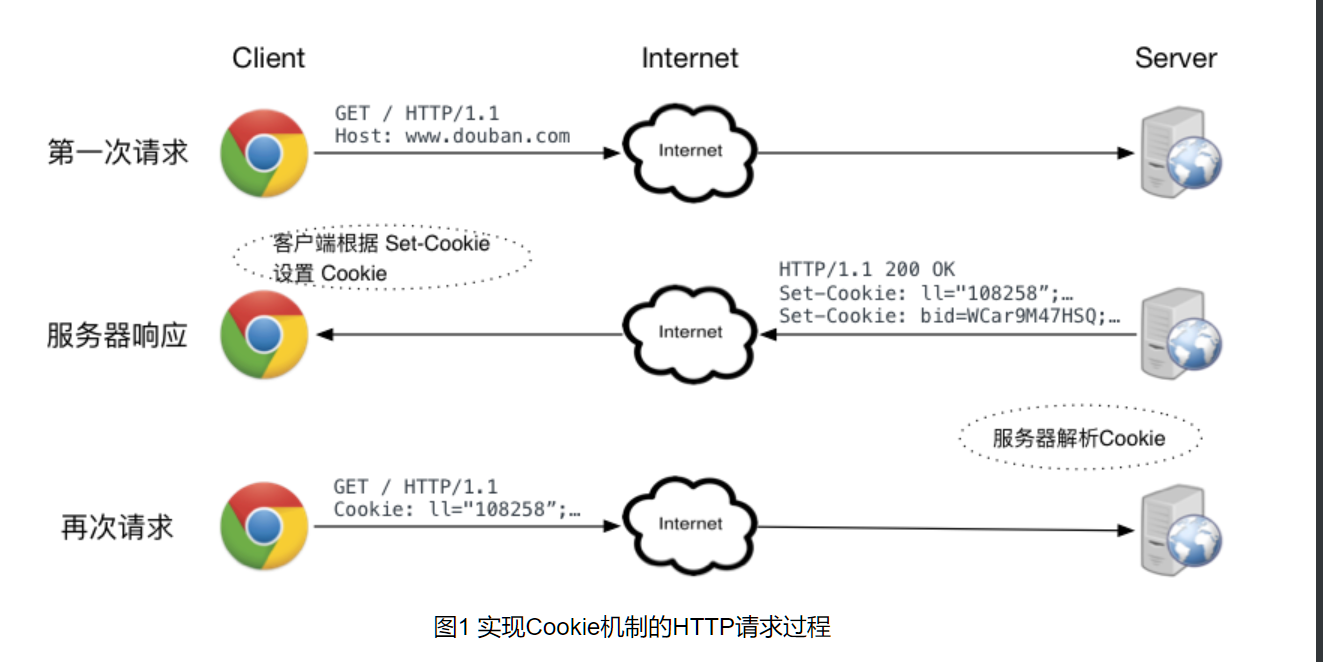 Client
Internet
Server
第一次请求
GET / HTTP/1.1
Host: www.douban.com
Internet
客户端根据 Set-Cookie
设置 Cookie
服务器响应
Internet
HTTP/1.1 200 OK
Set-Cookie: ll="108258”;…
Set-Cookie: bid=WCar9M47HSQ;…
服务器解析Cookie
再次请求
GET / HTTP/1.1
Cookie: ll="108258”;…
Internet
图1 实现Cookie机制的HTTP请求过程